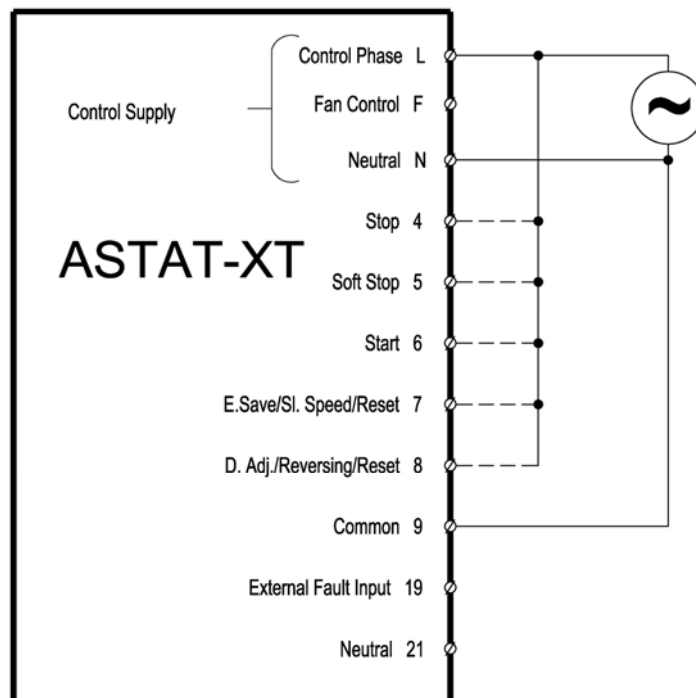 Control Phase L
Control Supply
Fan Control F
Neutral N
Stop 4
ASTAT-XT
Soft Stop 5
Start 6
E.Save/Sl. Speed/Reset 7
D. Adj./Reversing/Reset 8
Common 9
External Fault Input 19
Neutral 21